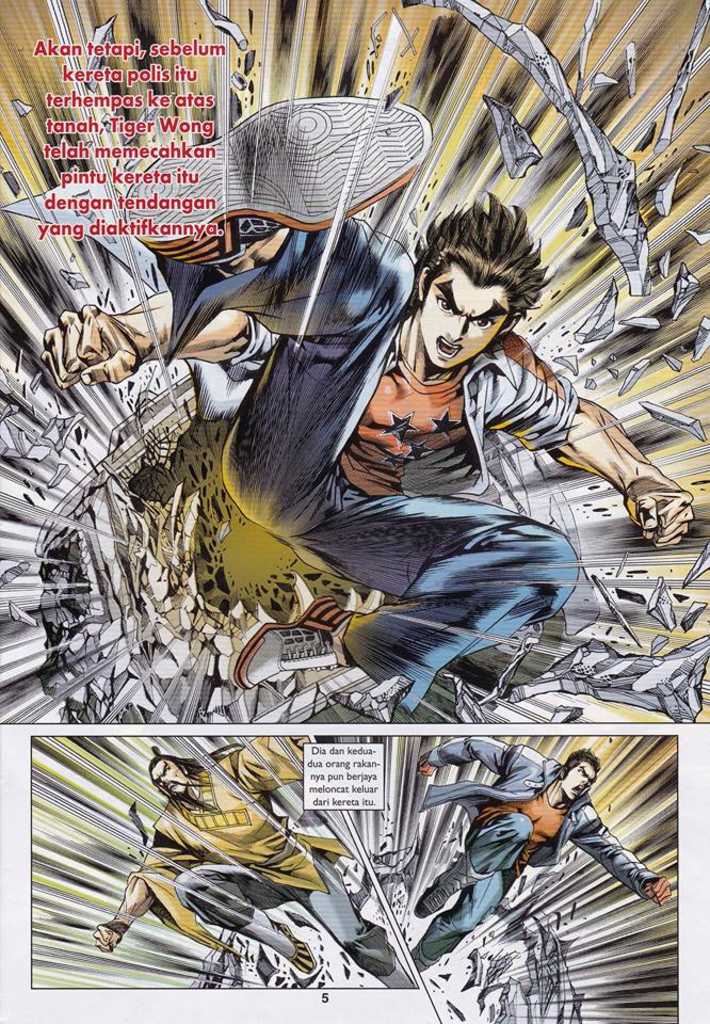 Akan tetapi, sebelum
kereta polis itu
terhempas ke atas
tanah, Tiger Wong
telah memecahkan
pintu kereta itu
dengan tendangan
yang diaktifkannya.
Dia dan kedua-
dua orang rakan-
nya pun berjaya
meloncat keluar
dari kereta itu.
5